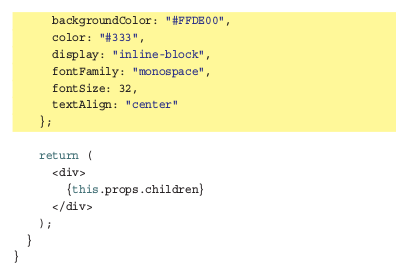 backgroundColor: "#FFDE00",
color: "#333",
display: "inline-block",
fontFamily: "monospace",
fontSize: 32,
textAlign: "center"
};
return (
<div>
{this.props.children}
</div>
);
}
}